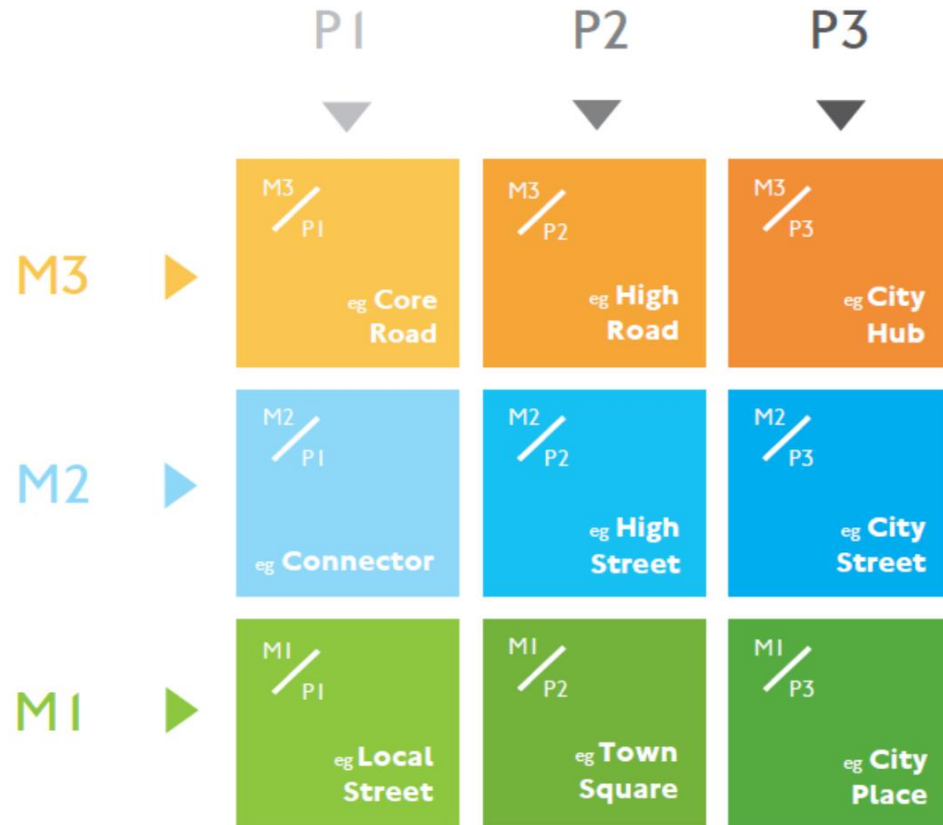 P1 P2 P3
M3
M3/P1
eg Core
Road
M3/P2
eg High
Road
M3/P3
eg City
Hub
M2
M2/P1
eg Connector
M2/P2
eg High
Street
M2/P3
eg City
Street
M1
M1/P1
eg Local
Street
M1/P2
eg Town
Square
M1/P3
eg City
Place